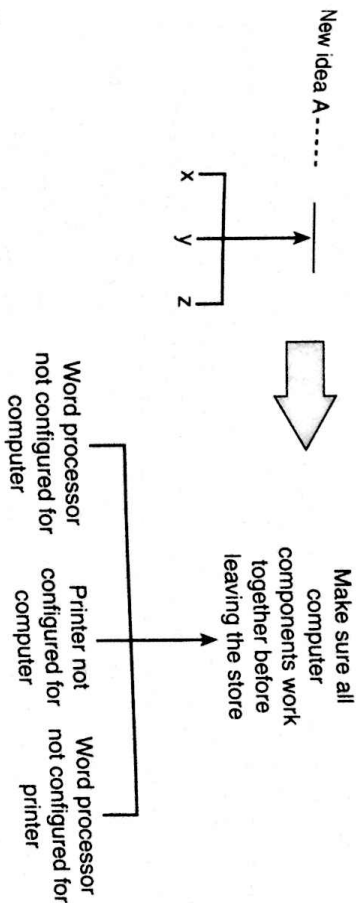 New idea A ------
x
y
z
Make sure all
computer
components work
together before
leaving the store
Word processor
not configured for
computer
Printer not
configured for
computer
Word processor
not configured for
printer